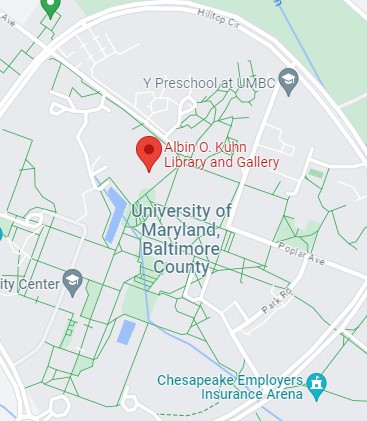 Ave
Hilltop Cir
Y Preschool at UMBC
Albin O. Kuhn
Library and Gallery
University of
Maryland,
Baltimore
County
Poplar Ave
ity Center
Park Rd
Chesapeake Employers
Insurance Arena